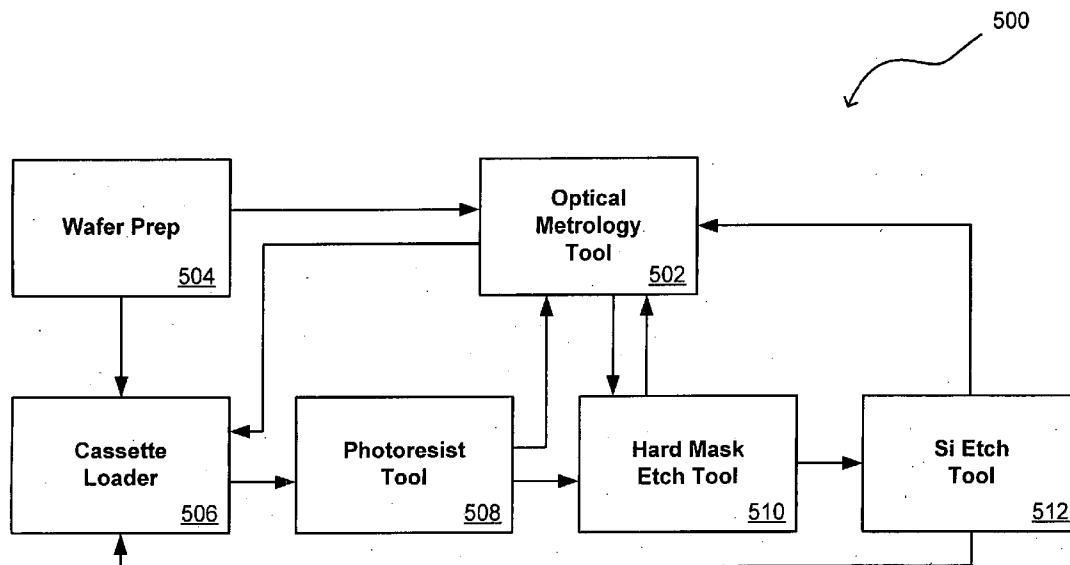 500
Wafer Prep
504
Optical
Metrology
Tool
502
Cassette
Loader
506
Photoresist
Tool
508
Hard Mask
Etch Tool
510
Si Etch
Tool
512